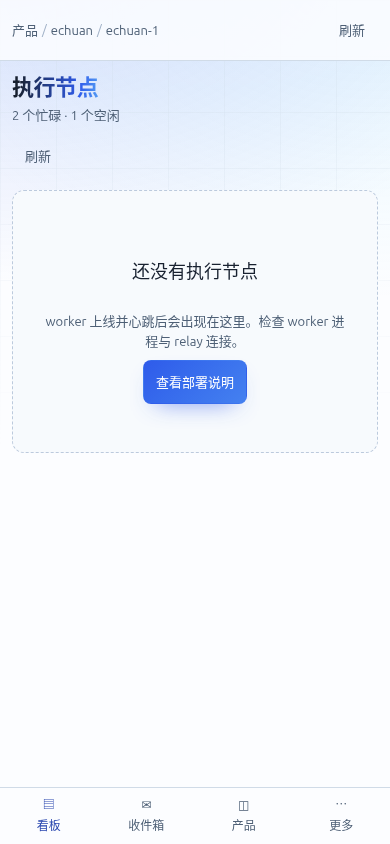 产品 / echuan / echuan-1
刷新
执行节点
2 个忙碌 · 1 个空闲
刷新
还没有执行节点
worker 上线并心跳后会出现在这里。检查 worker 进
程与 relay 连接。
查看部署说明
看板
收件箱
产品
更多